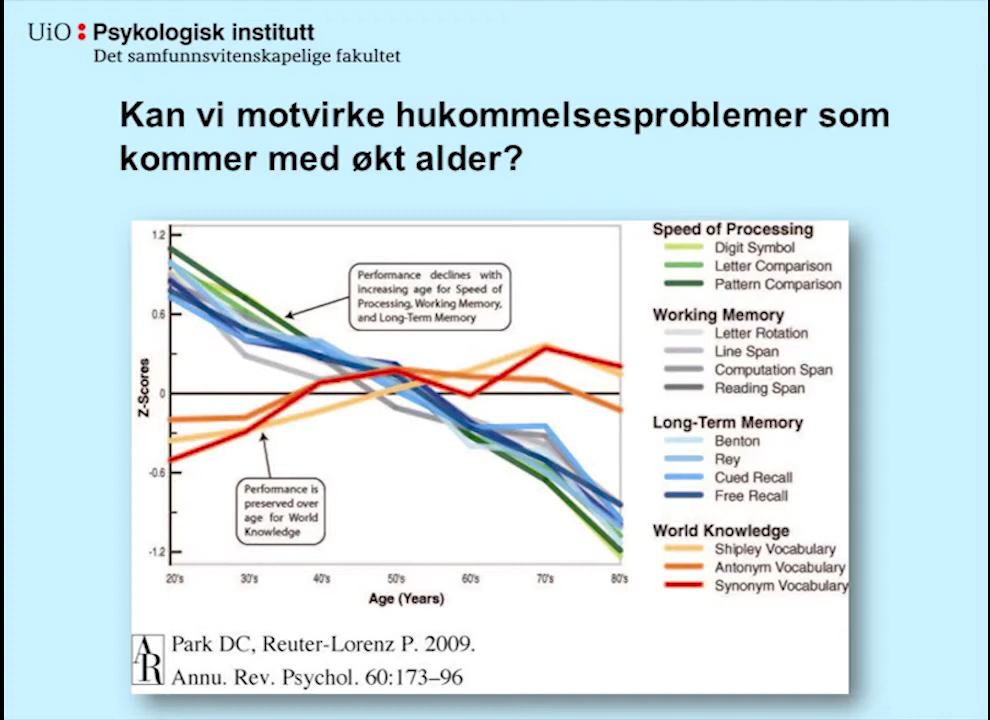 UiO : Psykologisk institutt
Det samfunnsvitenskapelige fakultet
Kan vi motvirke hukommelsesproblemer som
kommer med økt alder?
1.2
0.6
0
-0.6
-1.2
Z-Scores
Performance declines with
increasing age for Speed of
Processing, Working Memory,
and Long-Term Memory
Performance is
preserved over
age for World
Knowledge
20's 30's 40's 50's 60's 70's 80's
Age (Years)
Speed of Processing
Digit Symbol
Letter Comparison
Pattern Comparison
Working Memory
Letter Rotation
Line Span
Computation Span
Reading Span
Long-Term Memory
Benton
Rey
Cued Recall
Free Recall
World Knowledge
Shipley Vocabulary
Antonym Vocabulary
Synonym Vocabulary
AR
Park DC, Reuter-Lorenz P. 2009.
Annu. Rev. Psychol. 60:173–96